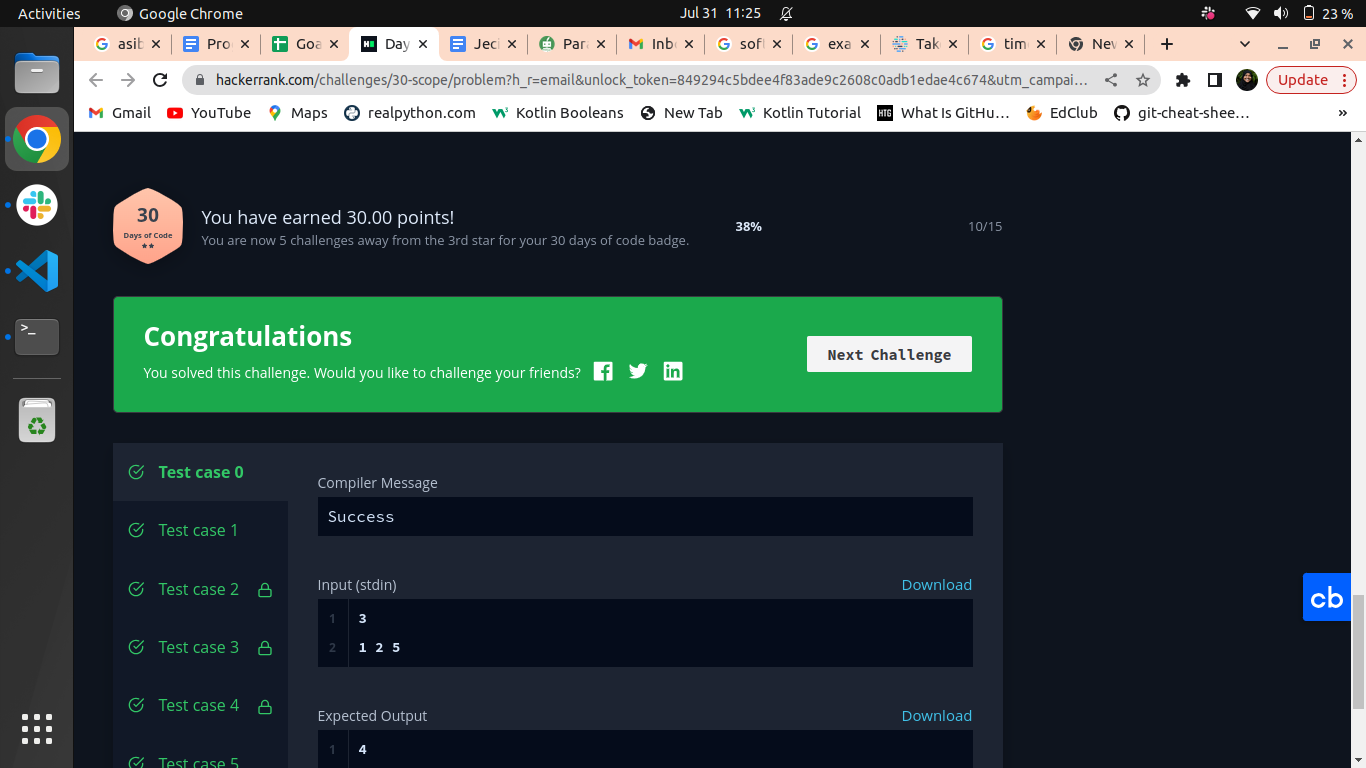 Activities Google Chrome Jul 31 11:25 23 %
asib Pro Goa Day Jeci Para Inb soft exa Tak time New
hackerrank.com/challenges/30-scope/problem?h_r=email&unlock_token=849294c5bdee4f83ade9c2608c0adb1edae4c674&utm_campai... Update
Gmail YouTube Maps realpython.com Kotlin Booleans New Tab Kotlin Tutorial HTG What Is GitHu... EdClub git-cheat-shee... »
30
Days of Code
You have earned 30.00 points!
You are now 5 challenges away from the 3rd star for your 30 days of code badge.
38%
10/15
Congratulations
You solved this challenge. Would you like to challenge your friends?
Next Challenge
Test case 0
Test case 1
Test case 2
Test case 3
Test case 4
Test case 5
Compiler Message
Success
Input (stdin) Download
1 3
2 1 2 5
Expected Output Download
1 4
cb